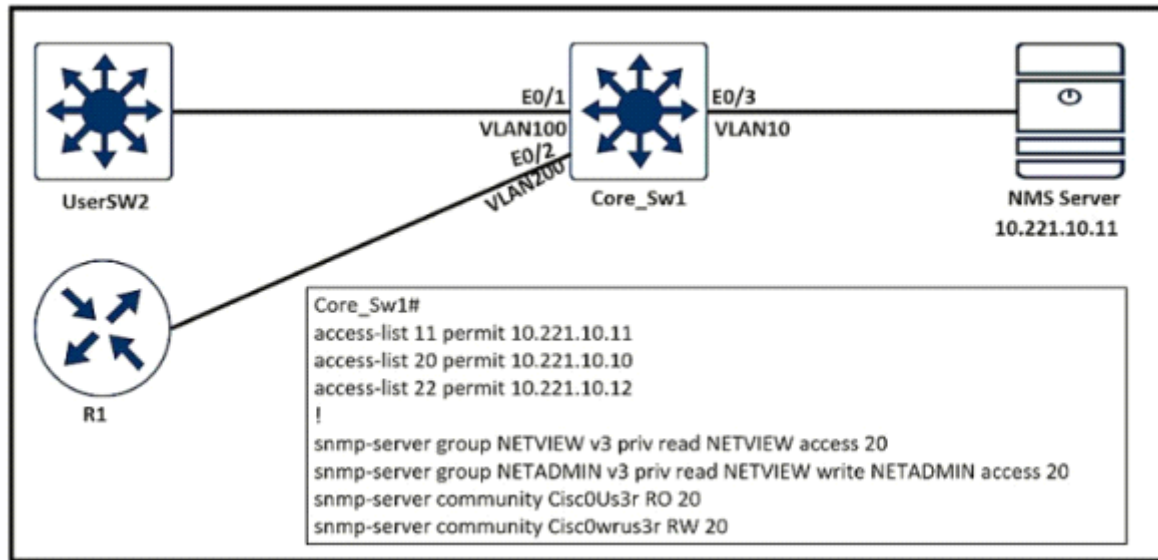 E0/1
E0/3
VLAN100
VLAN10
E0/2
VLAN200
UserSW2
Core_Sw1
NMS Server
10.221.10.11
R1
Core_Sw1#
access-list 11 permit 10.221.10.11
access-list 20 permit 10.221.10.10
access-list 22 permit 10.221.10.12
!
snmp-server group NETVIEW v3 priv read NETVIEW access 20
snmp-server group NETADMIN v3 priv read NETVIEW write NETADMIN access 20
snmp-server community Cisc0Us3r RO 20
snmp-server community Cisc0wrus3r RW 20